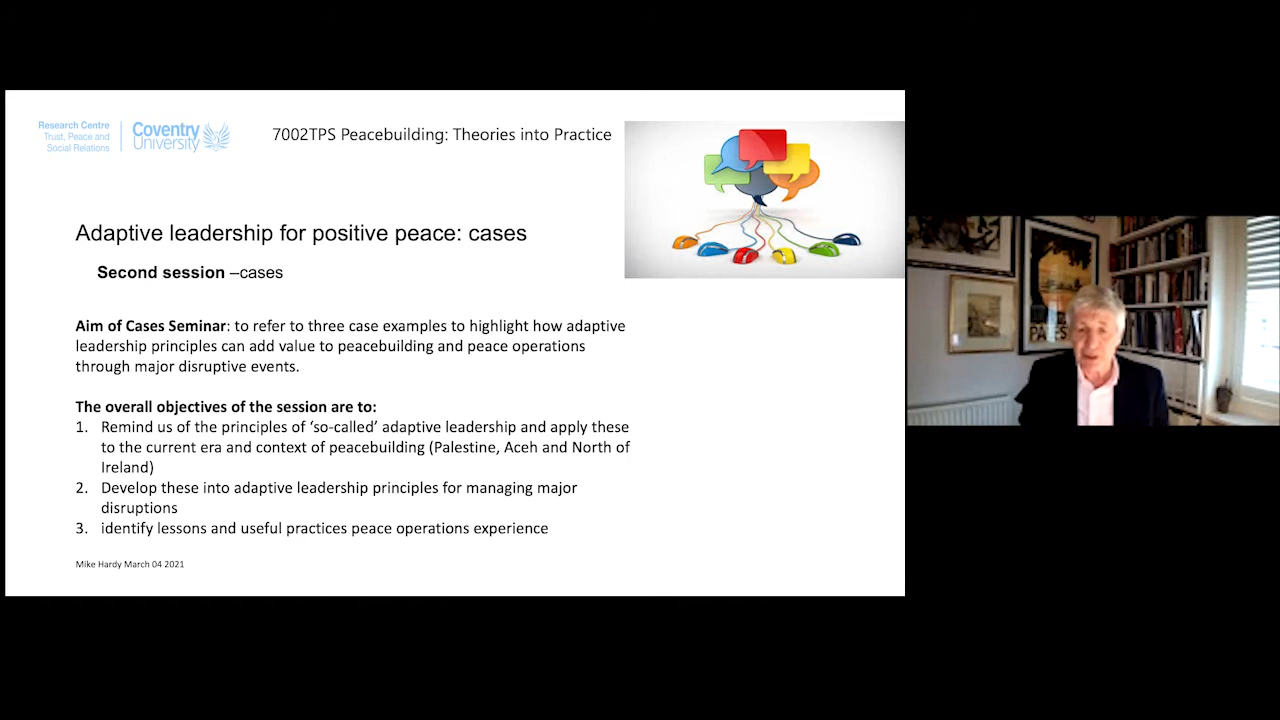 Research Centre
Trust, Peace and
Social Relations
Coventry
University
7002TPS Peacebuilding: Theories into Practice
Adaptive leadership for positive peace: cases
Second session –cases
Aim of Cases Seminar: to refer to three case examples to highlight how adaptive
leadership principles can add value to peacebuilding and peace operations
through major disruptive events.
The overall objectives of the session are to:
1. Remind us of the principles of ‘so-called’ adaptive leadership and apply these
to the current era and context of peacebuilding (Palestine, Aceh and North of
Ireland)
2. Develop these into adaptive leadership principles for managing major
disruptions
3. identify lessons and useful practices peace operations experience
Mike Hardy March 04 2021